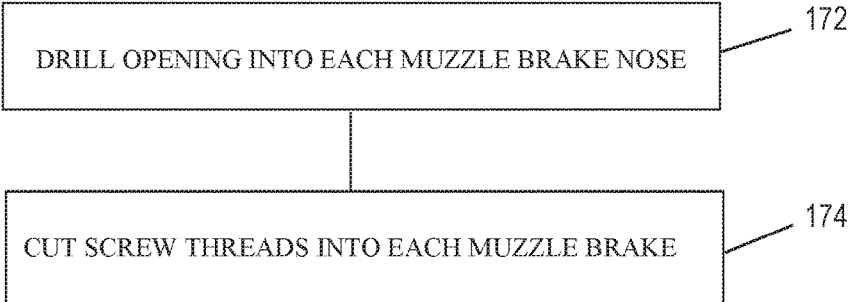 172
DRILL OPENING INTO EACH MUZZLE BRAKE NOSE
174
CUT SCREW THREADS INTO EACH MUZZLE BRAKE